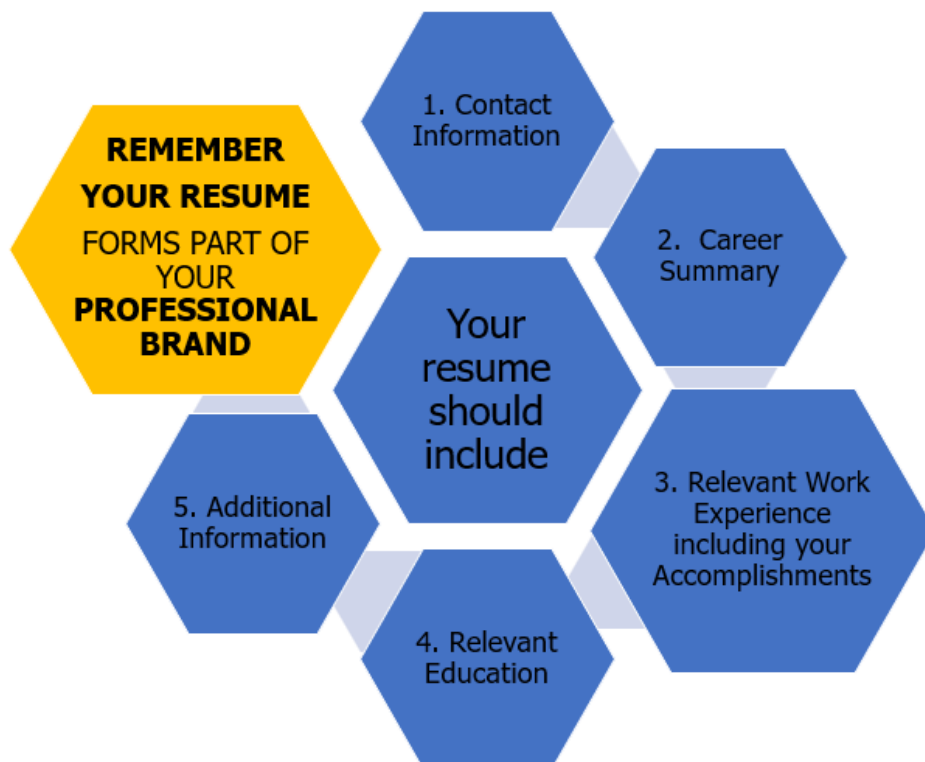 1. Contact
Information
REMEMBER
YOUR RESUME
FORMS PART OF
YOUR
PROFESSIONAL
BRAND
2.  Career
Summary
Your
resume
should
include
3. Relevant Work
Experience
including your
Accomplishments
5. Additional
Information
4. Relevant
Education